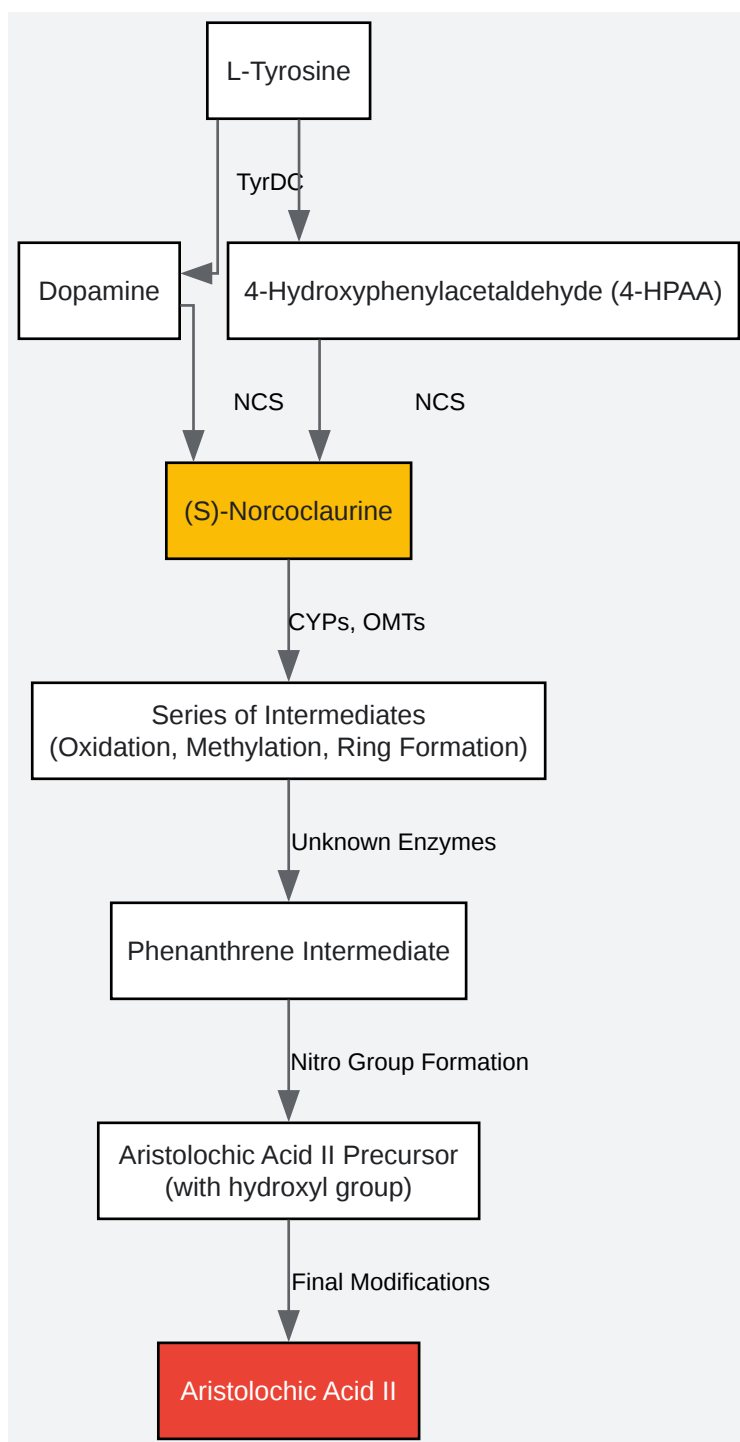 L-Tyrosine
TyrDC
Dopamine
4-Hydroxyphenylacetaldehyde (4-HPAA)
NCS
NCS
(S)-Norcoclaurine
CYPs, OMTs
Series of Intermediates
(Oxidation, Methylation, Ring Formation)
Unknown Enzymes
Phenanthrene Intermediate
Nitro Group Formation
Aristolochic Acid II Precursor
(with hydroxyl group)
Final Modifications
Aristolochic Acid II